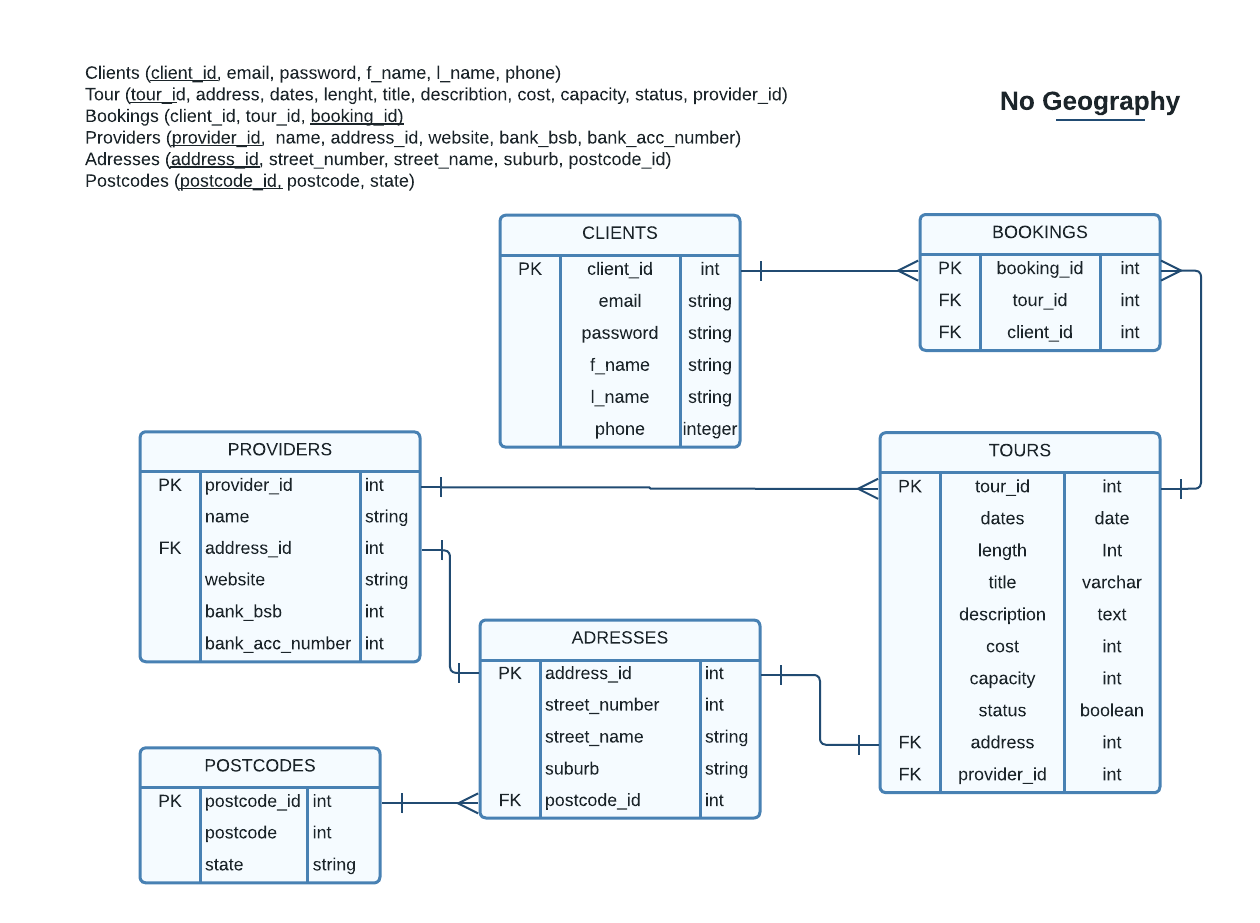 Clients (client_id, email, password, f_name, l_name, phone)
Tour (tour_id, address, dates, lenght, title, describtion, cost, capacity, status, provider_id)
Bookings (client_id, tour_id, booking_id)
Providers (provider_id,  name, address_id, website, bank_bsb, bank_acc_number)
Adresses (address_id, street_number, street_name, suburb, postcode_id)
Postcodes (postcode_id, postcode, state)
No Geography
CLIENTS
PK client_id int
email string
password string
f_name string
l_name string
phone integer
BOOKINGS
PK booking_id int
FK tour_id int
FK client_id int
PROVIDERS
PK provider_id int
name string
FK address_id int
website string
bank_bsb int
bank_acc_number int
TOURS
PK tour_id int
dates date
length Int
title varchar
description text
cost int
capacity int
status boolean
FK address int
FK provider_id int
ADRESSES
PK address_id int
street_number int
street_name string
suburb string
FK postcode_id int
POSTCODES
PK postcode_id int
postcode int
state string